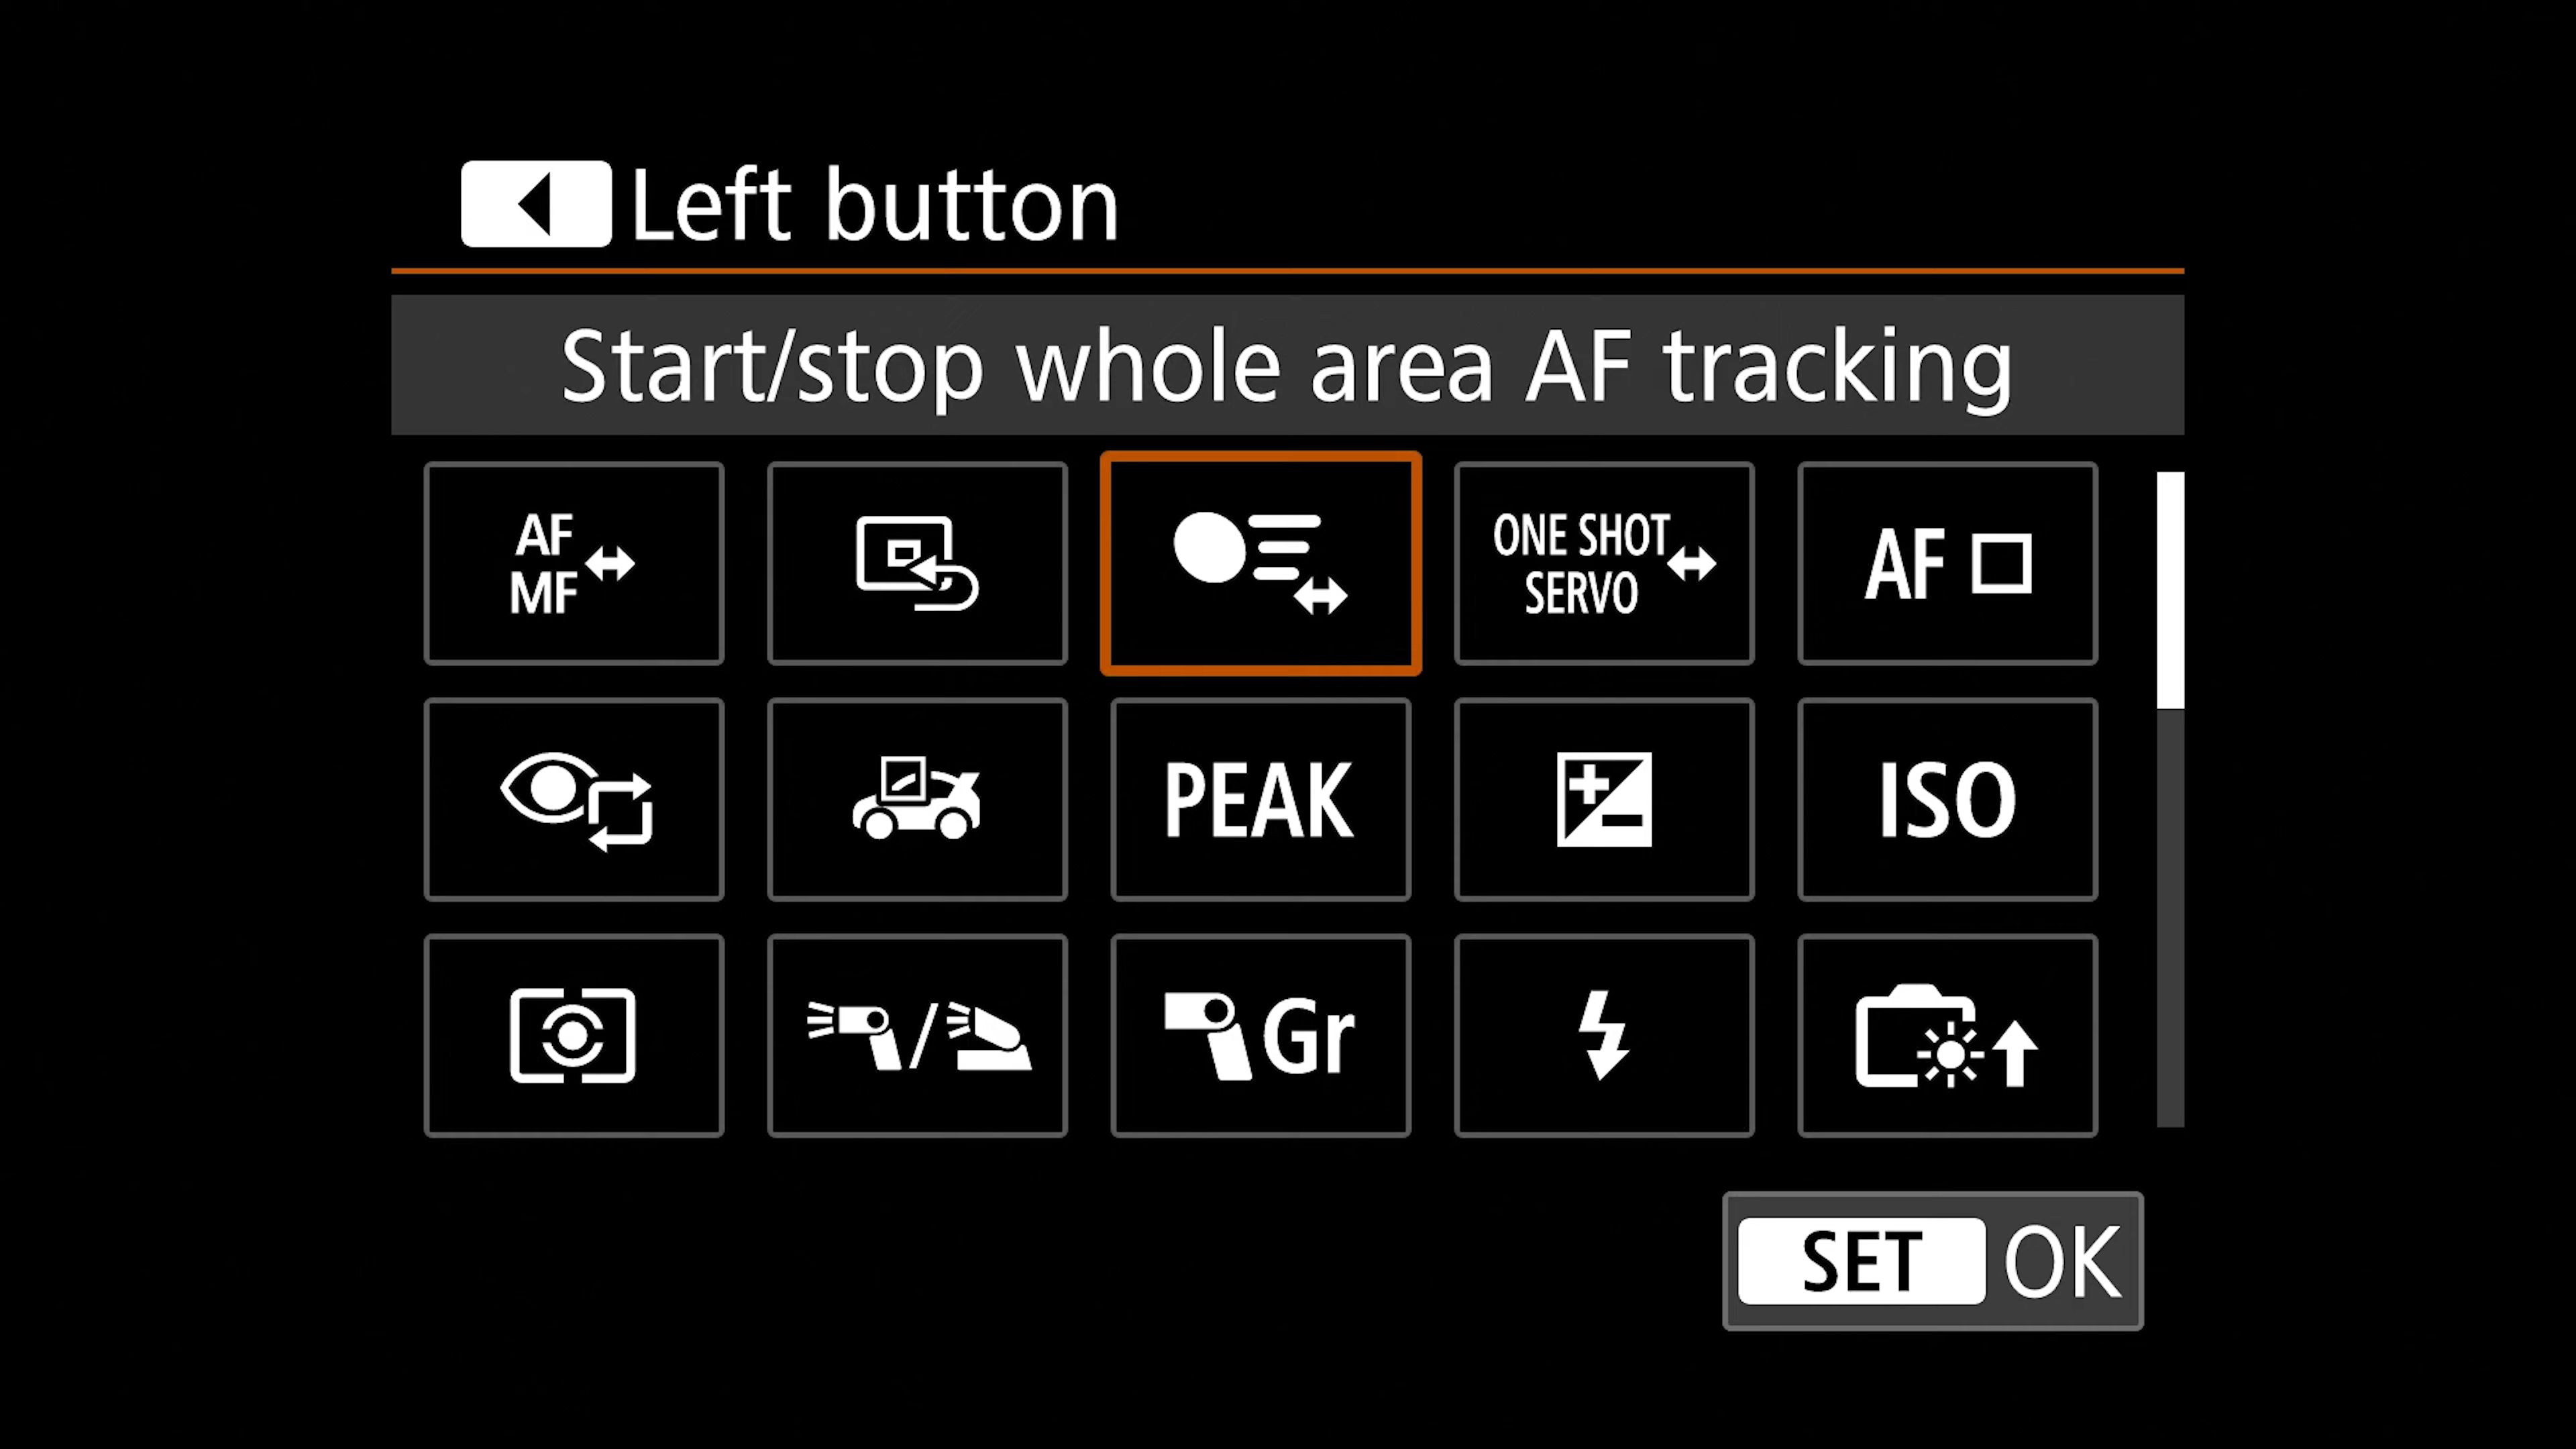 Left button
Start/stop whole area AF tracking
AF
MF
ONE SHOT
SERVO
AF
PEAK
ISO
Gr
SET OK